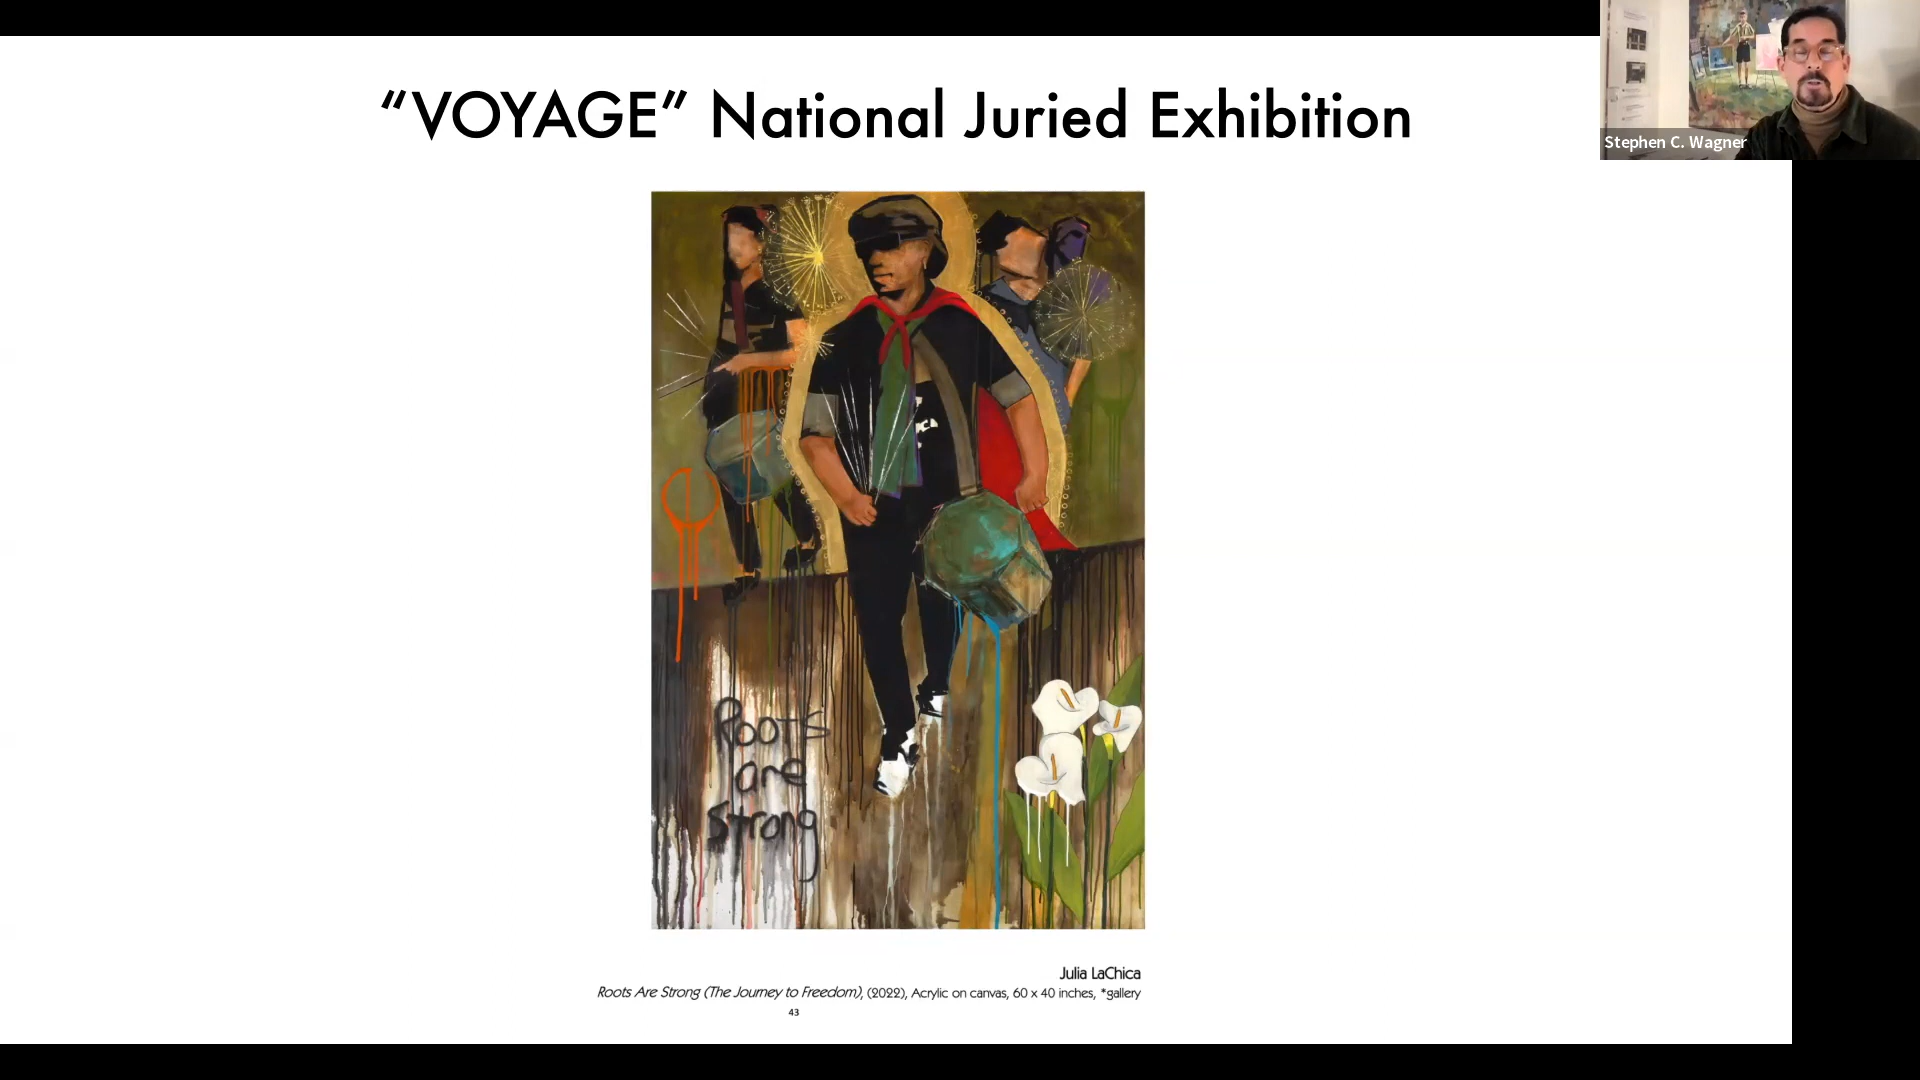 “VOYAGE” National Juried Exhibition
Stephen C. Wagner
Roots
are
Strong
Julia LaChica
Roots Are Strong (The Journey to Freedom), (2022), Acrylic on canvas, 60 x 40 inches, *gallery
43